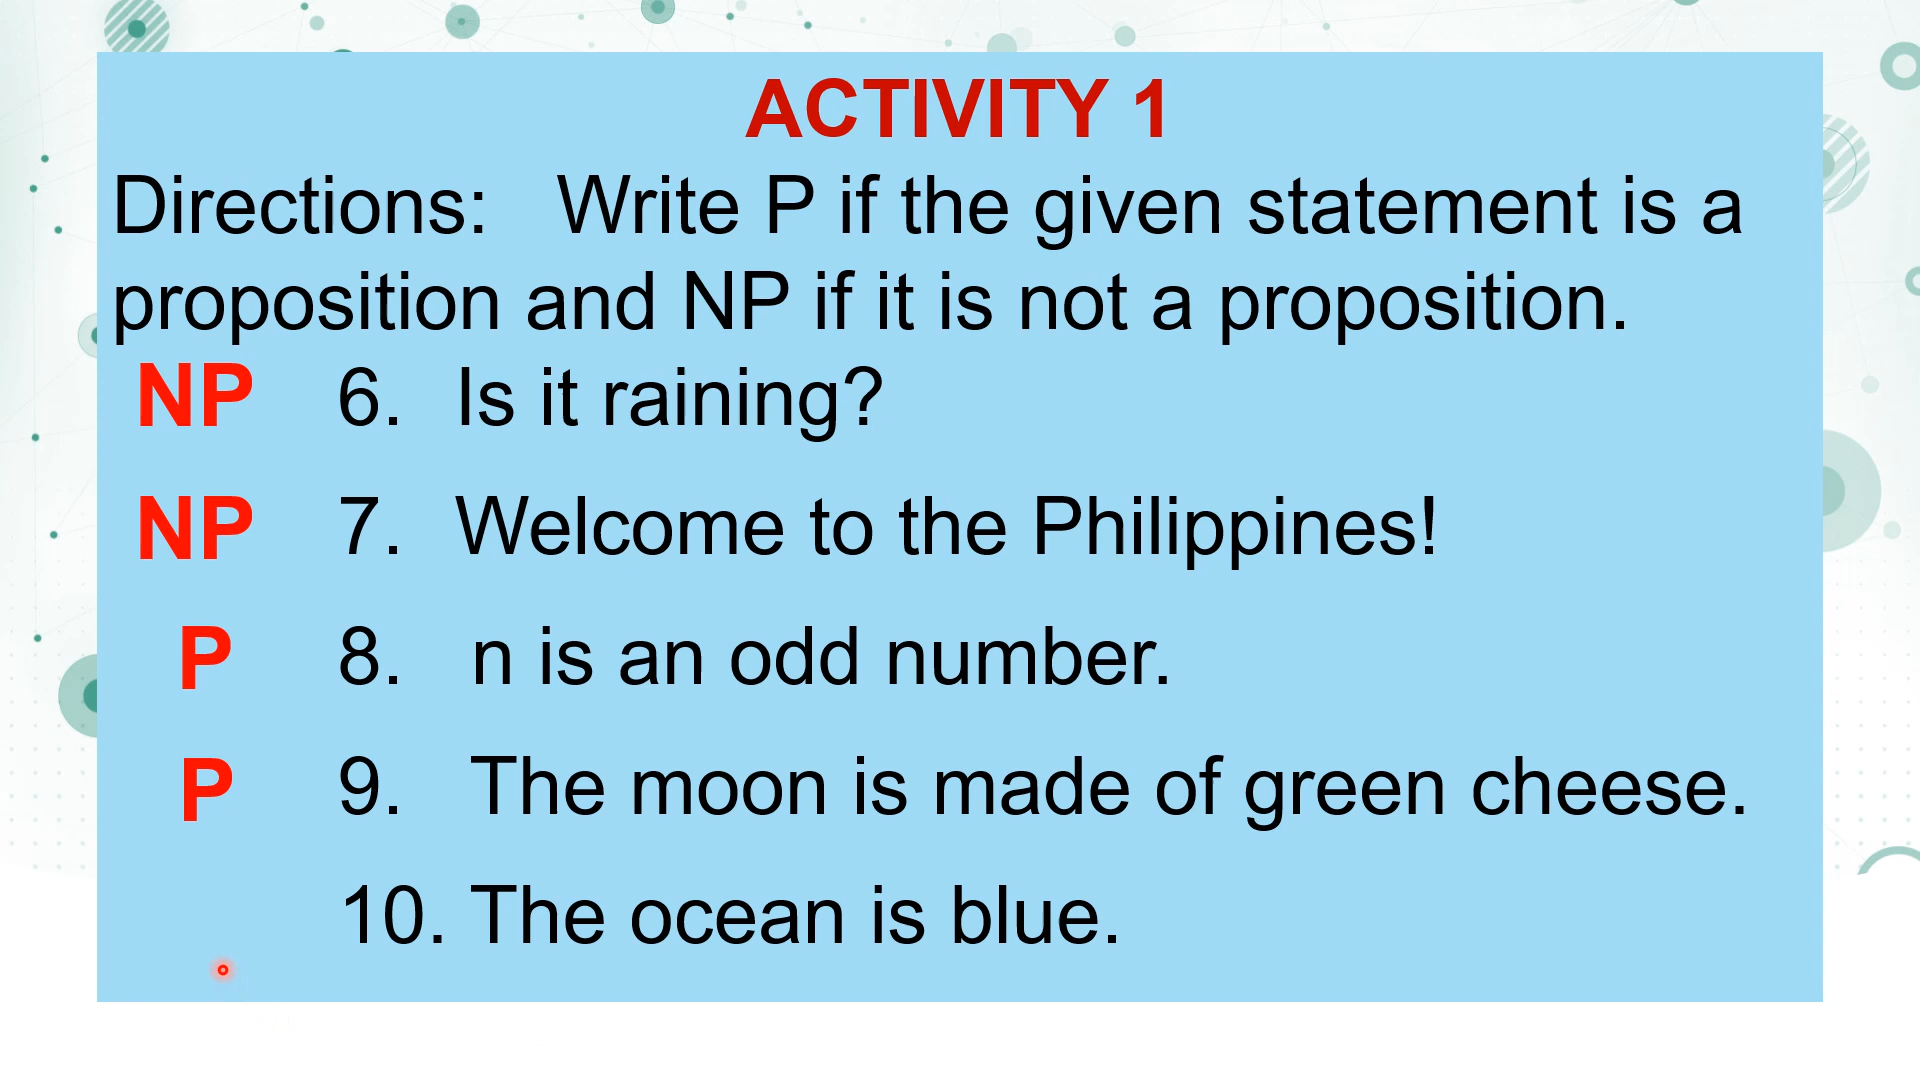 ACTIVITY 1
Directions: Write P if the given statement is a
proposition and NP if it is not a proposition.
NP 6. Is it raining?
NP 7. Welcome to the Philippines!
P 8. n is an odd number.
P 9. The moon is made of green cheese.
10. The ocean is blue.